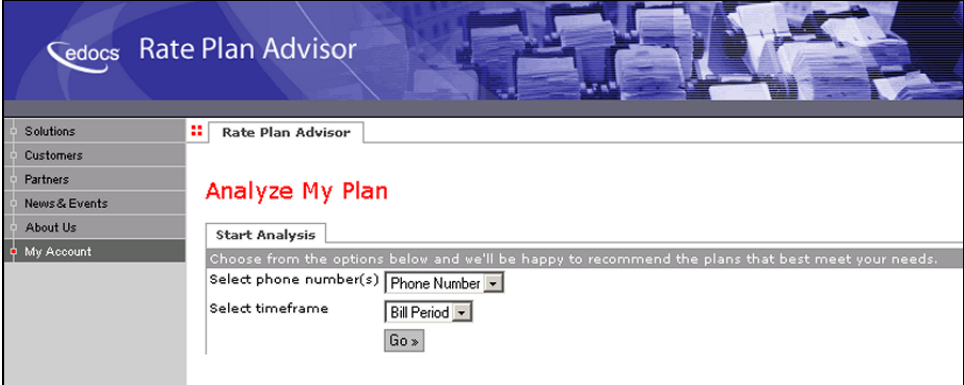 edocs Rate Plan Advisor
Solutions
Customers
Partners
News & Events
About Us
My Account
Rate Plan Advisor
Analyze My Plan
Start Analysis
Choose from the options below and we'll be happy to recommend the plans that best meet your needs.
Select phone number(s) Phone Number
Select timeframe Bill Period
Go »